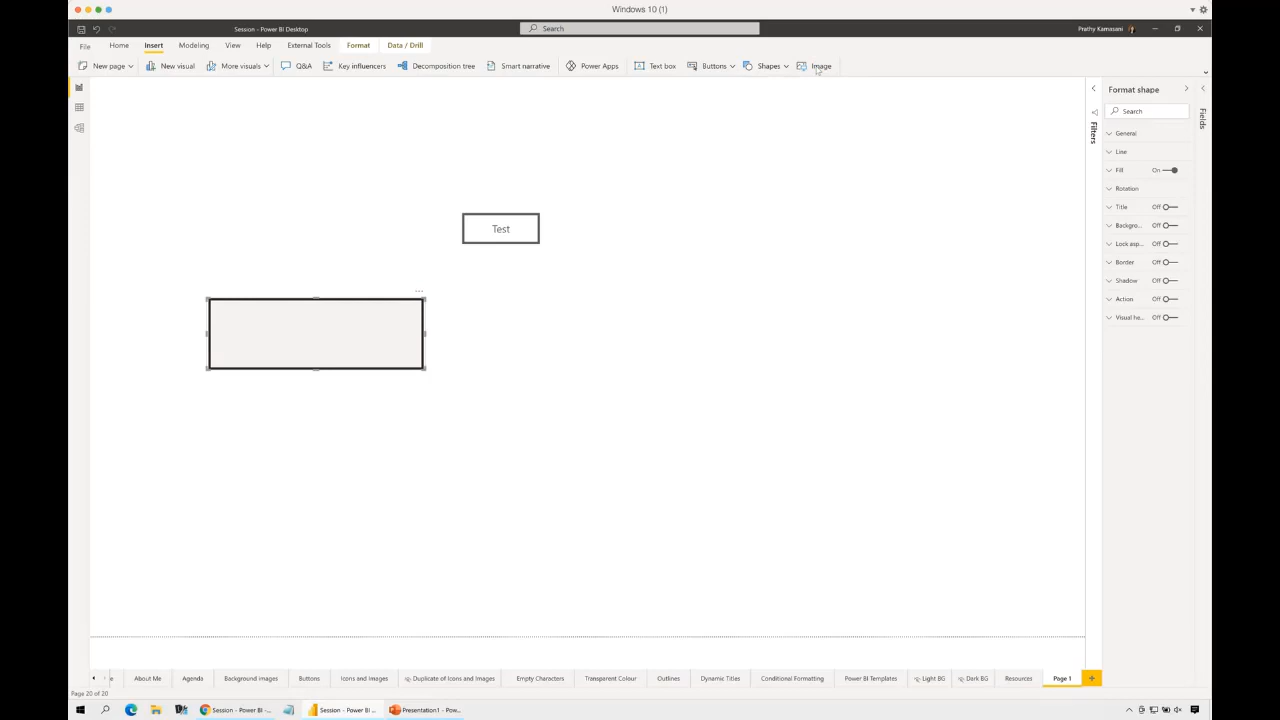 Windows 10 (1)
Session - Power BI Desktop
Search
Prathy Kamasani
File Home Insert Modeling View Help External Tools Format Data / Drill
New page New visual More visuals Q&A Key influencers Decomposition tree Smart narrative Power Apps Text box Buttons Shapes Image
Format shape
Search
Filters
Fields
General
Line
Fill On
Rotation
Title Off
Backgro... Off
Lock asp... Off
Border Off
Shadow Off
Action Off
Visual he... Off
Test
...
e About Me Agenda Background images Buttons Icons and Images Duplicate of Icons and Images Empty Characters Transparent Colour Outlines Dynamic Titles Conditional Formatting Power BI Templates Light BG Dark BG Resources Page 1 +
Page 20 of 20
Session - Power BI -... Session - Power BI ... Presentation1 - Pow...